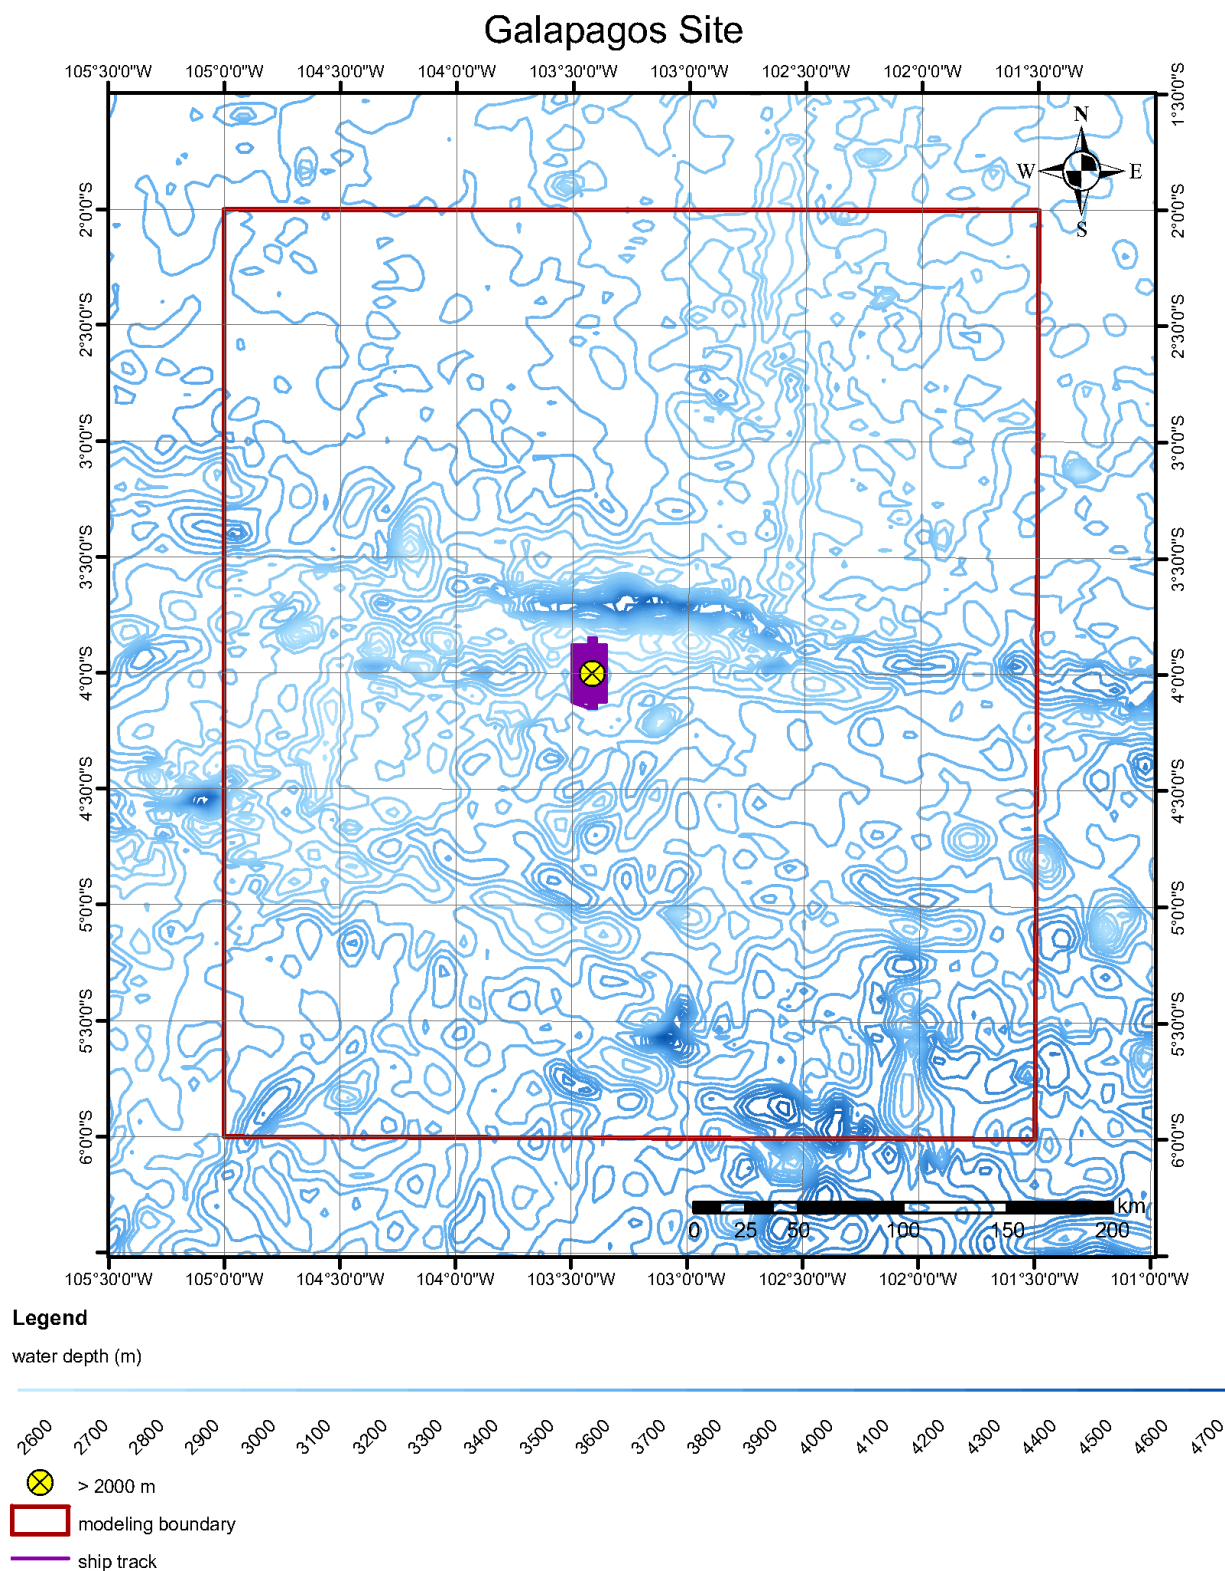 Galapagos Site
105°30'0"W 105°0'0"W 104°30'0"W 104°0'0"W 103°30'0"W 103°0'0"W 102°30'0"W 102°0'0"W 101°30'0"W
1°30'0"S
N
W E
S
2°0'0"S 2°0'0"S
2°30'0"S 2°30'0"S
3°0'0"S 3°0'0"S
3°30'0"S 3°30'0"S
4°0'0"S 4°0'0"S
4°30'0"S 4°30'0"S
5°0'0"S 5°0'0"S
5°30'0"S 5°30'0"S
6°0'0"S 6°0'0"S
km
0 25 50 100 150 200
105°30'0"W 105°0'0"W 104°30'0"W 104°0'0"W 103°30'0"W 103°0'0"W 102°30'0"W 102°0'0"W 101°30'0"W 101°0'0"W
Legend
water depth (m)
2600 2700 2800 2900 3000 3100 3200 3300 3400 3500 3600 3700 3800 3900 4000 4100 4200 4300 4400 4500 4600 4700
> 2000 m
modeling boundary
ship track